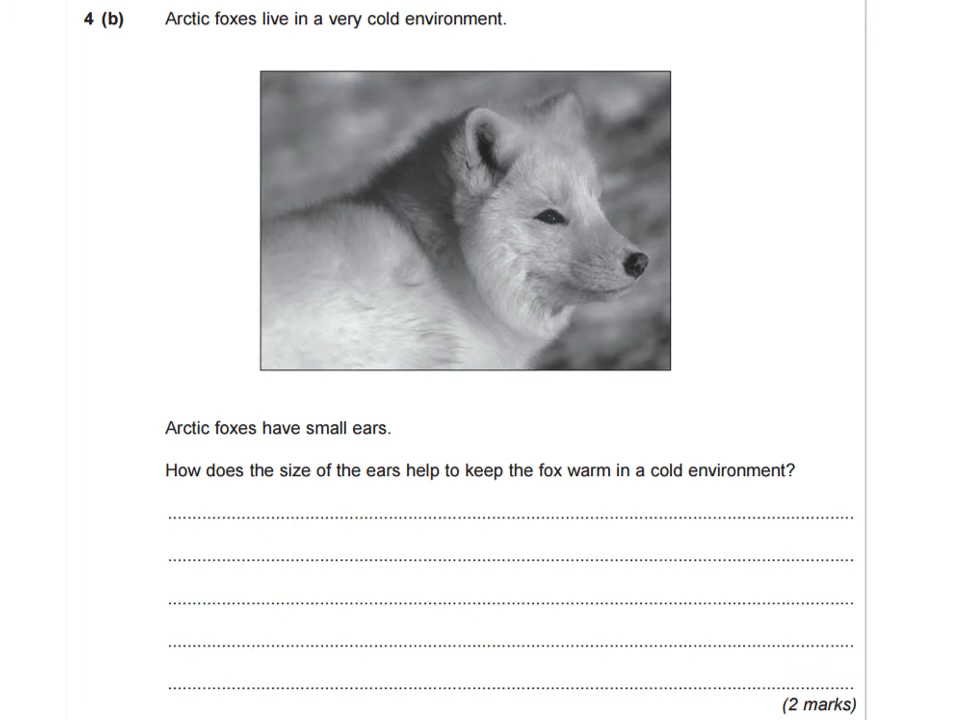 4 (b) Arctic foxes live in a very cold environment.
Arctic foxes have small ears.
How does the size of the ears help to keep the fox warm in a cold environment?
(2 marks)